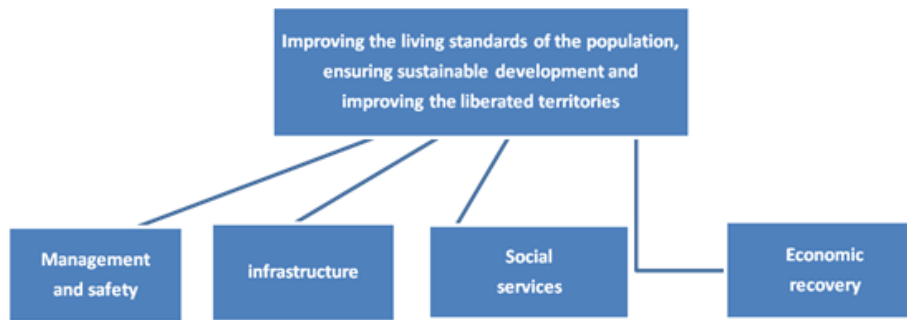 Improving the living standards of the population,
ensuring sustainable development and
improving the liberated territories
Management
and safety
infrastructure
Social
services
Economic
recovery